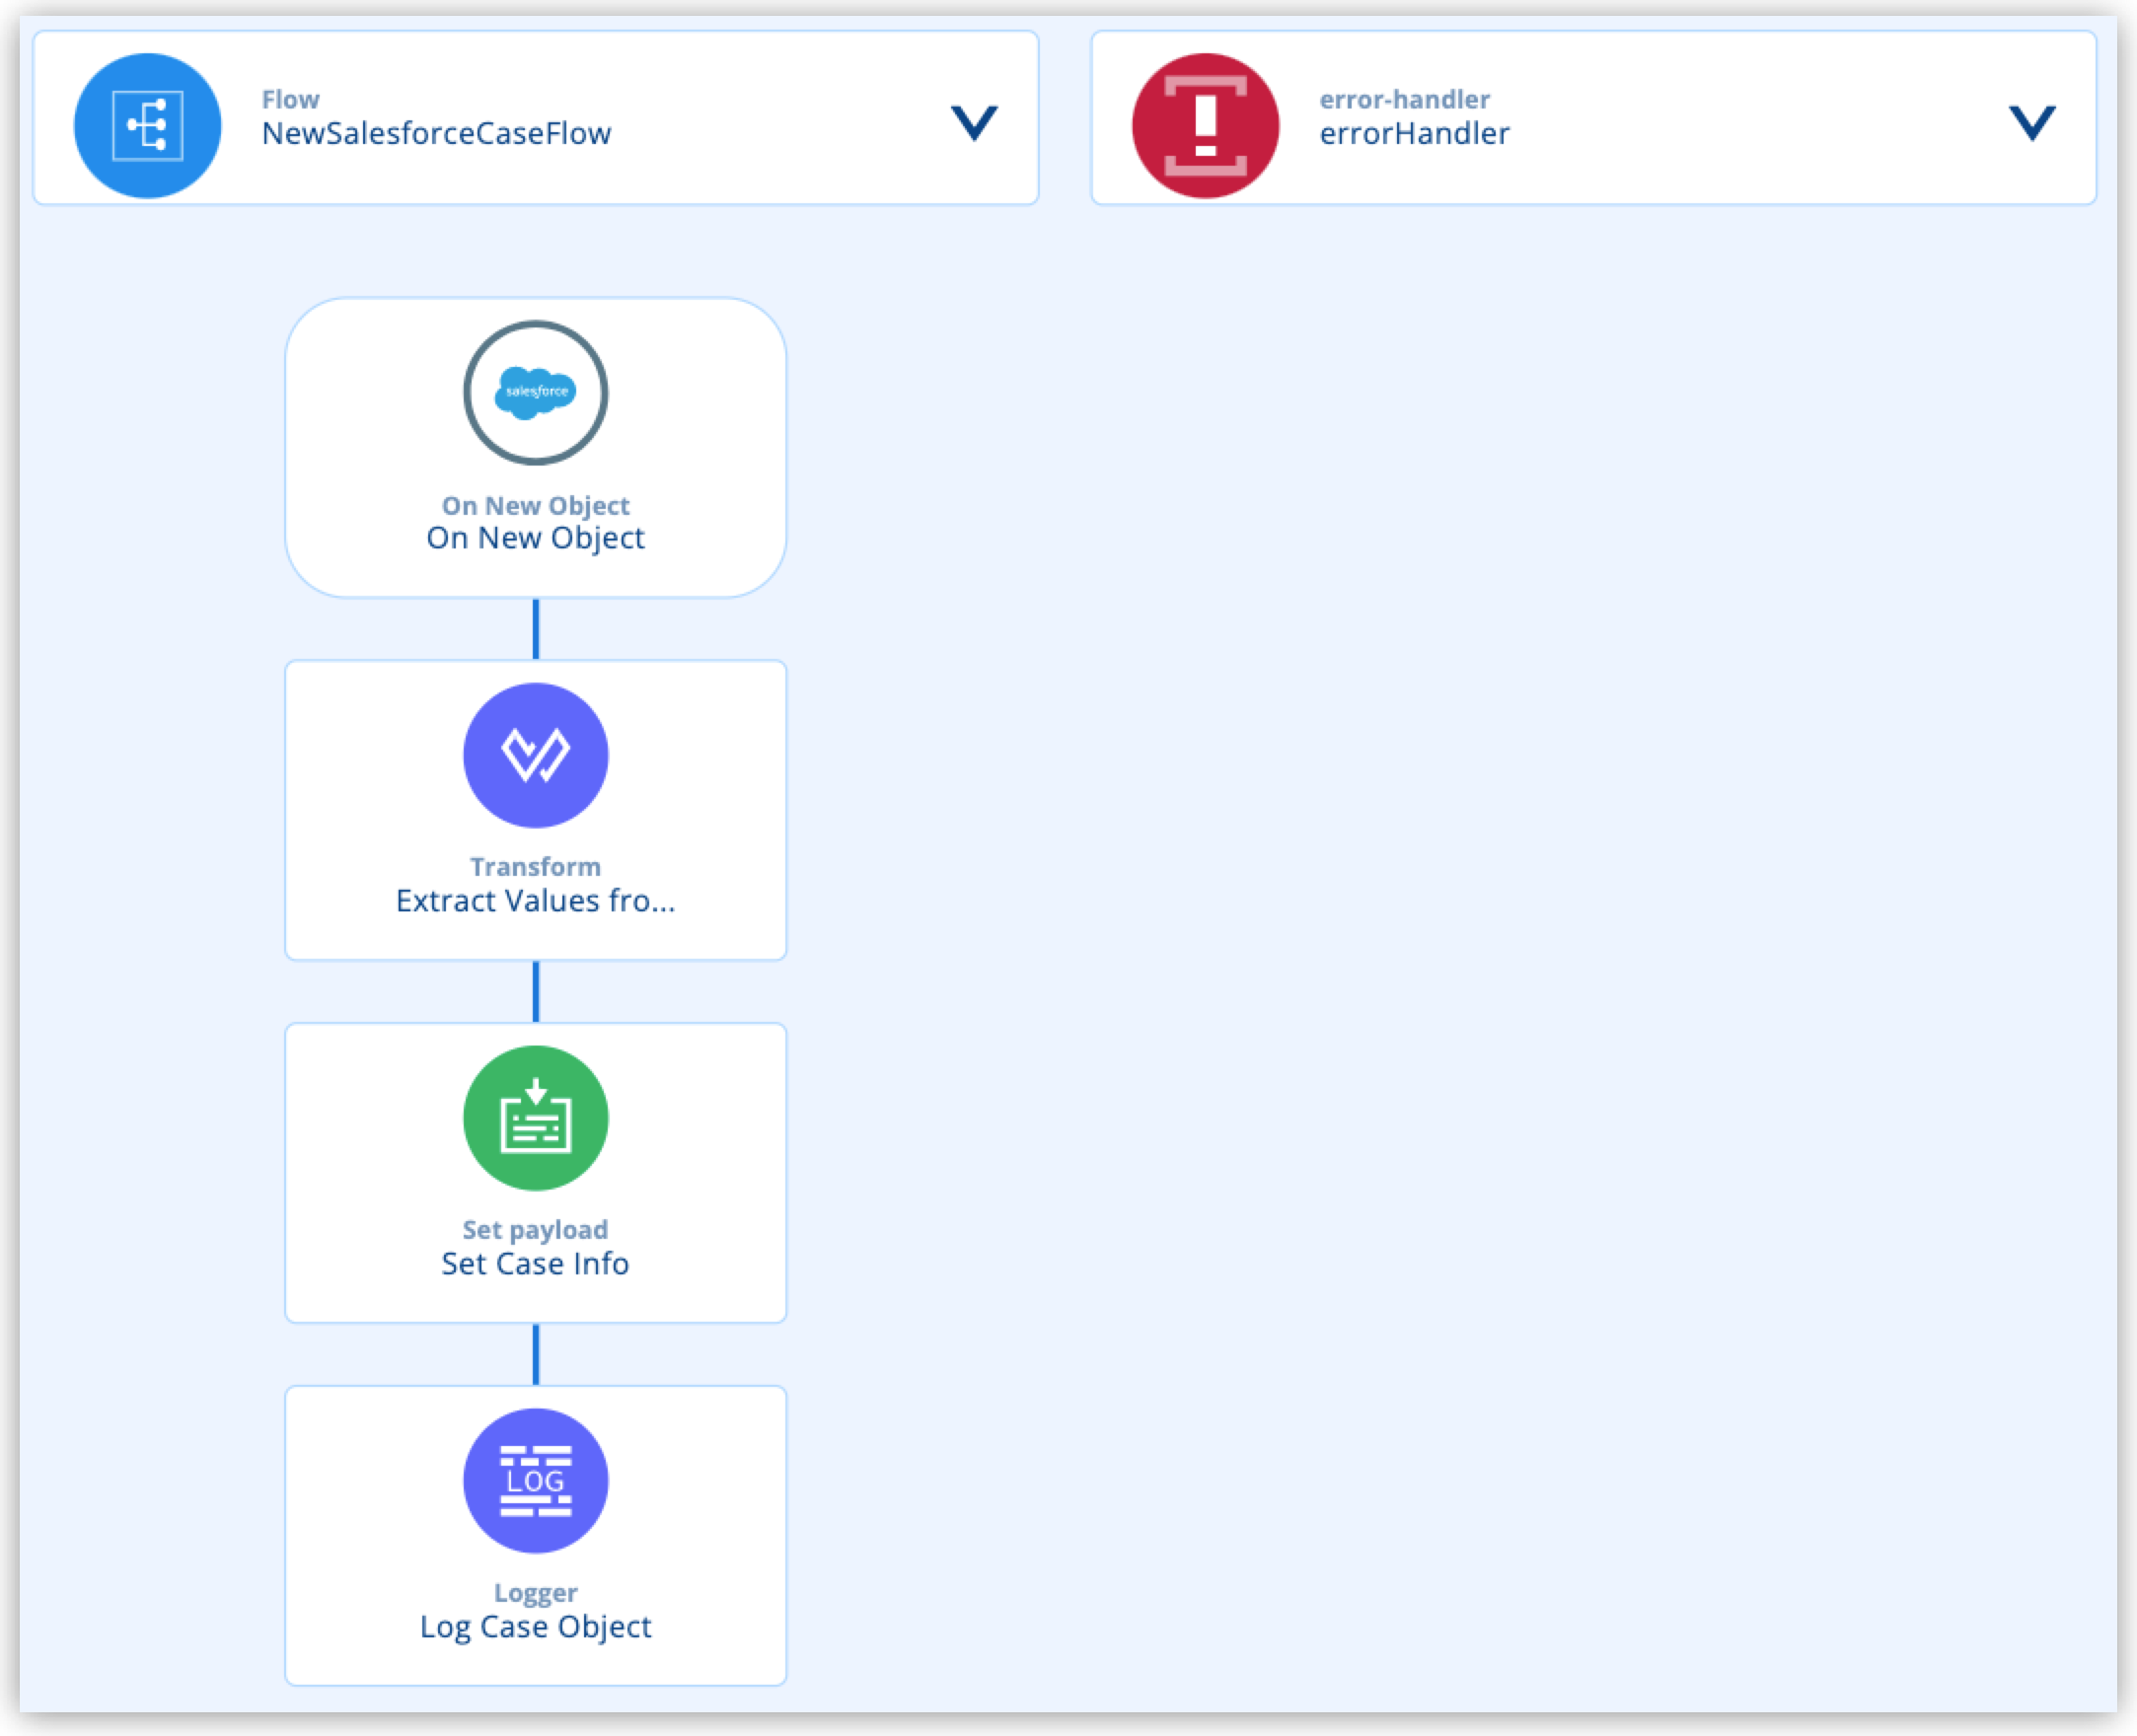 Flow
NewSalesforceCaseFlow
error-handler
errorHandler
salesforce
On New Object
On New Object
Transform
Extract Values fro...
Set payload
Set Case Info
LOG
Logger
Log Case Object